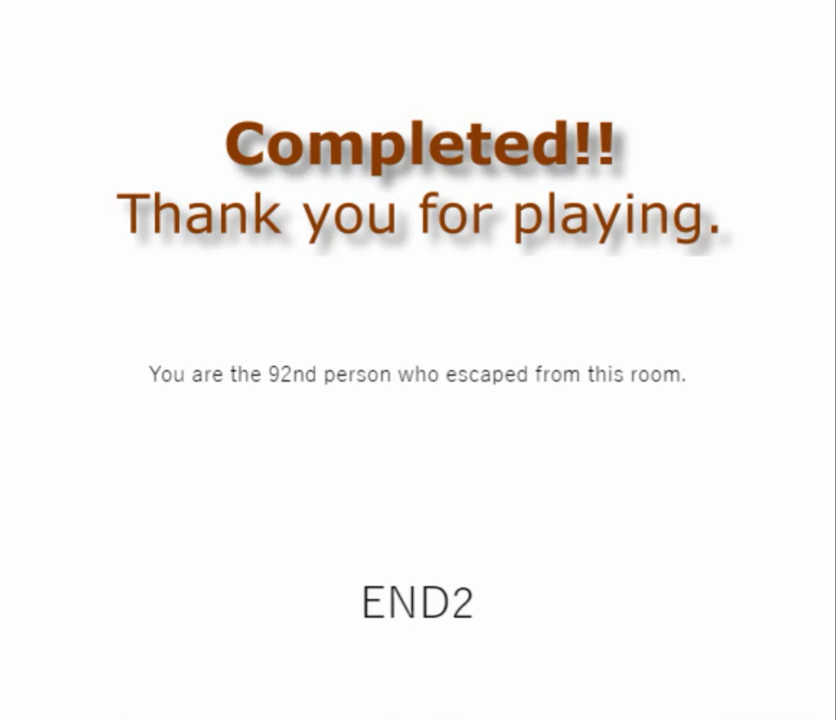 Completed!!
Thank you for playing.
You are the 92nd person who escaped from this room.
END2